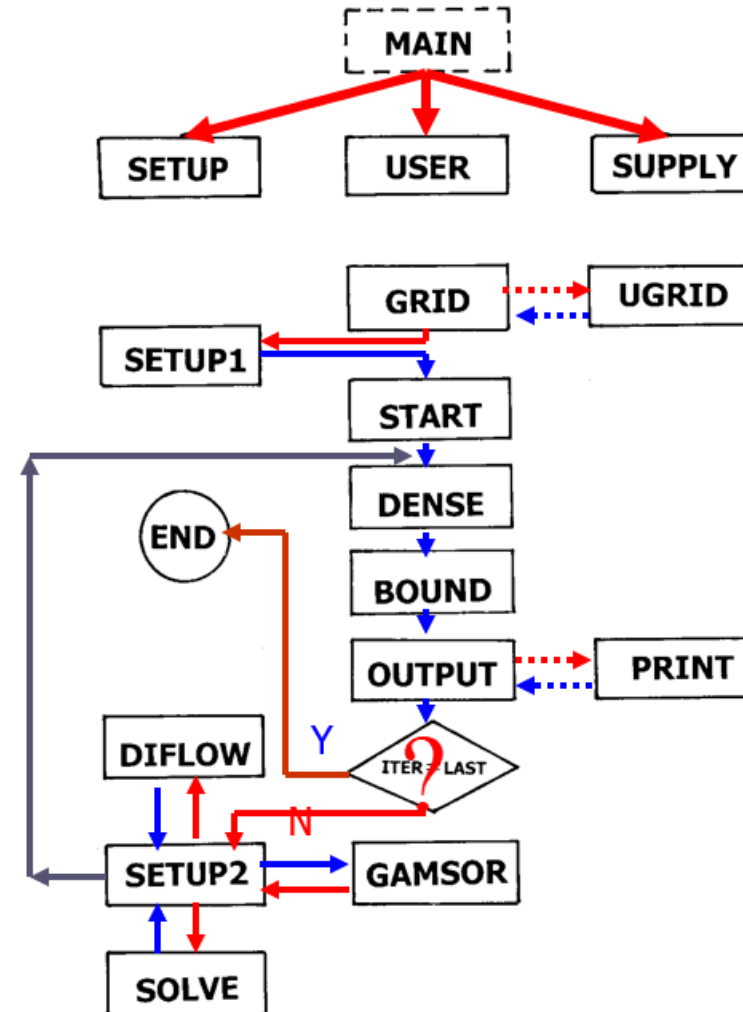 MAIN
SETUP
USER
SUPPLY
GRID
UGRID
SETUP1
START
DENSE
END
BOUND
OUTPUT
PRINT
Y
DIFLOW
ITER=LAST
?
N
SETUP2
GAMSOR
SOLVE